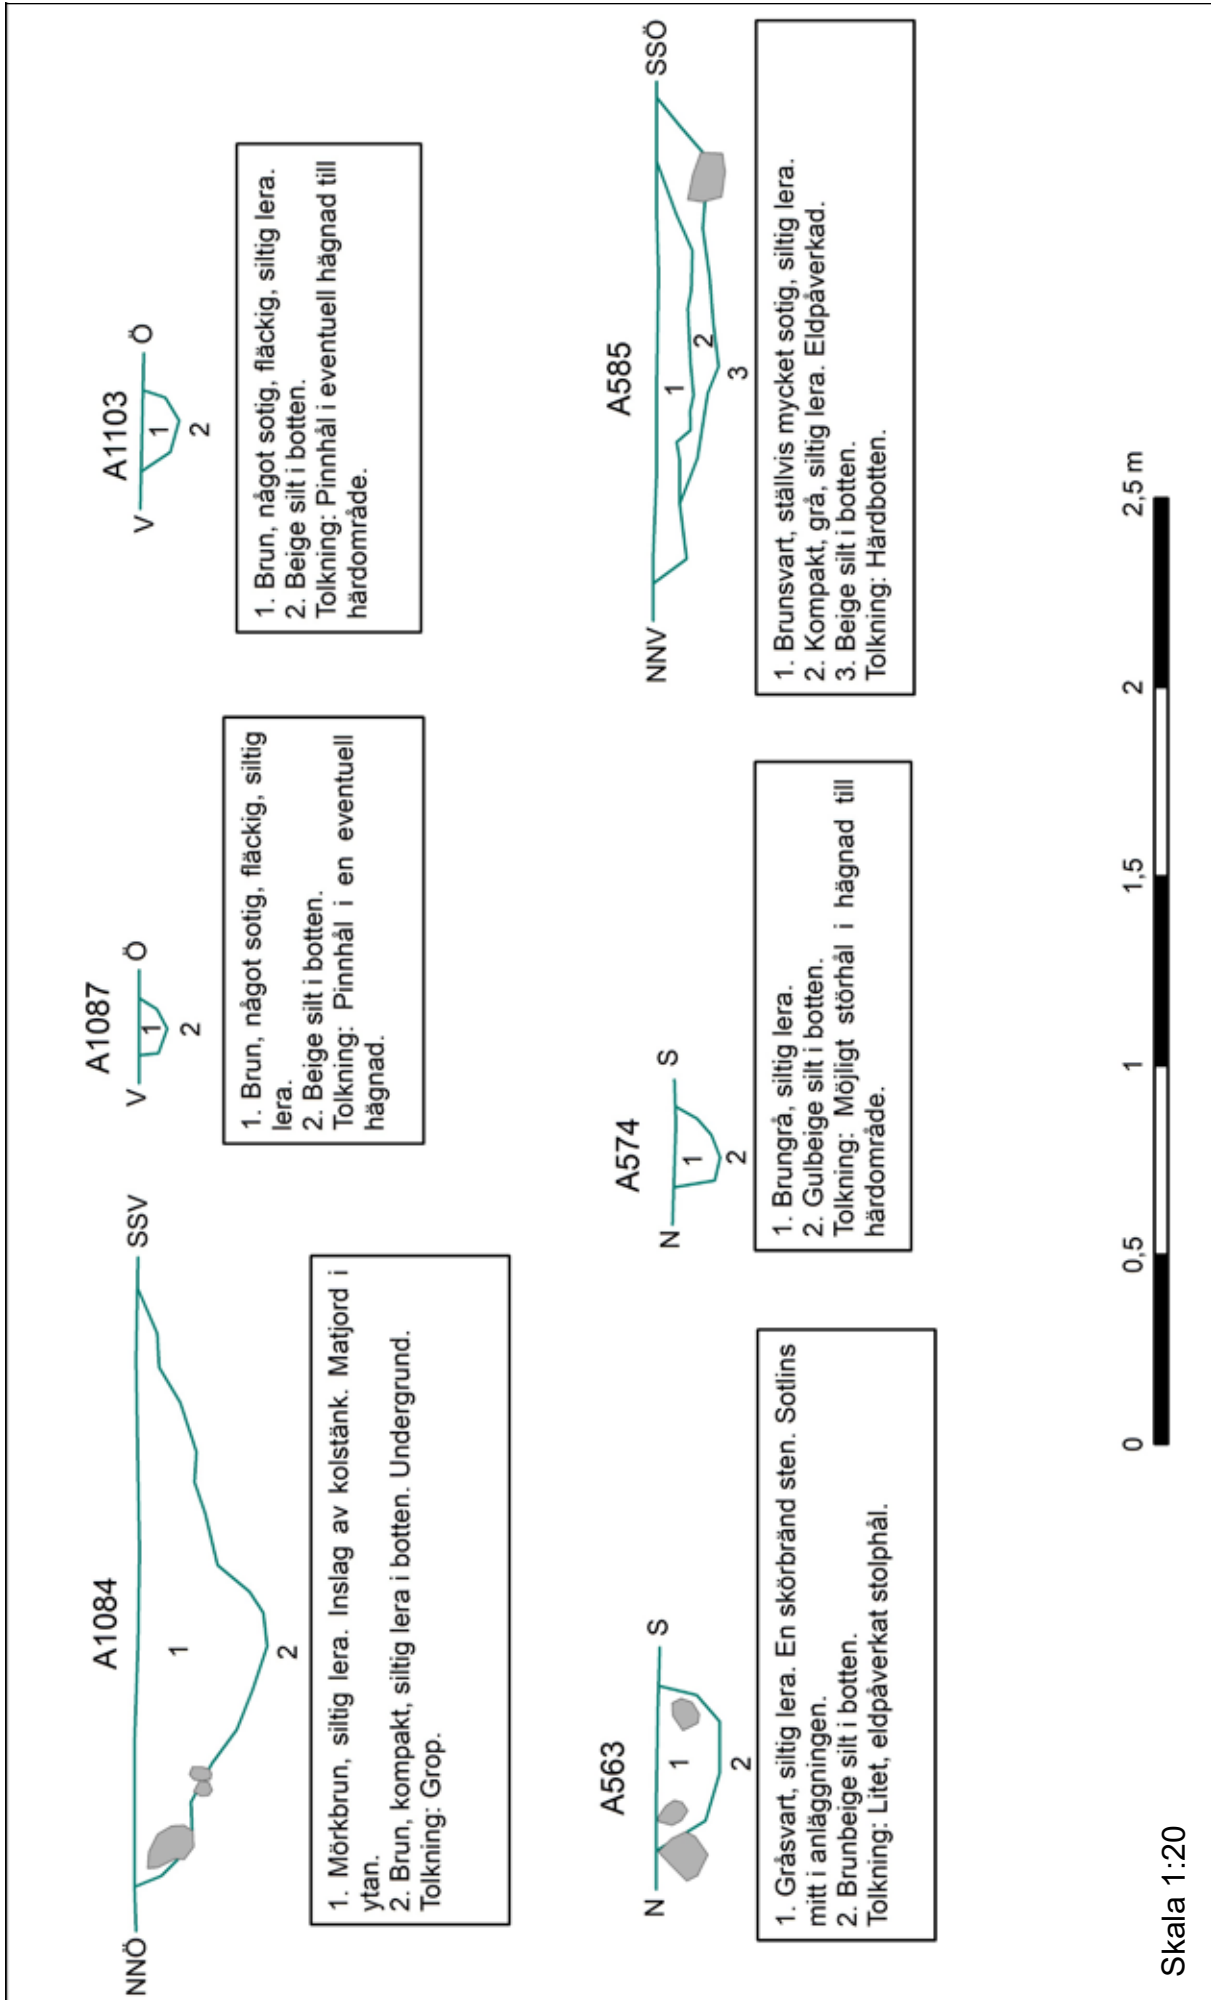 A1084
NNÖ
SSV
1
2
1. Mörkbrun, siltig lera. Inslag av kolstänk. Matjord i
ytan.
2. Brun, kompakt, siltig lera i botten. Undergrund.
Tolkning: Grop.
A1087
V
Ö
1
2
1. Brun, något sotig, fläckig, siltig
lera.
2. Beige silt i botten.
Tolkning: Pinnhål i en eventuell
hägnad.
A1103
V
Ö
1
2
1. Brun, något sotig, fläckig, siltig lera.
2. Beige silt i botten.
Tolkning: Pinnhål i eventuell hägnad till
härdområde.
A563
N
S
1
2
1. Gråsvart, siltig lera. En skörbränd sten. Sotlins
mitt i anläggningen.
2. Brunbeige silt i botten.
Tolkning: Litet, eldpåverkat stolphål.
A574
N
S
1
2
1. Brungrå, siltig lera.
2. Gulbeige silt i botten.
Tolkning: Möjligt störhål i hägnad till
härdområde.
A585
NNV
SSÖ
1
2
3
1. Brunsvart, ställvis mycket sotig, siltig lera.
2. Kompakt, grå, siltig lera. Eldpåverkad.
3. Beige silt i botten.
Tolkning: Härdbotten.
0 0,5 1 1,5 2 2,5 m
Skala 1:20